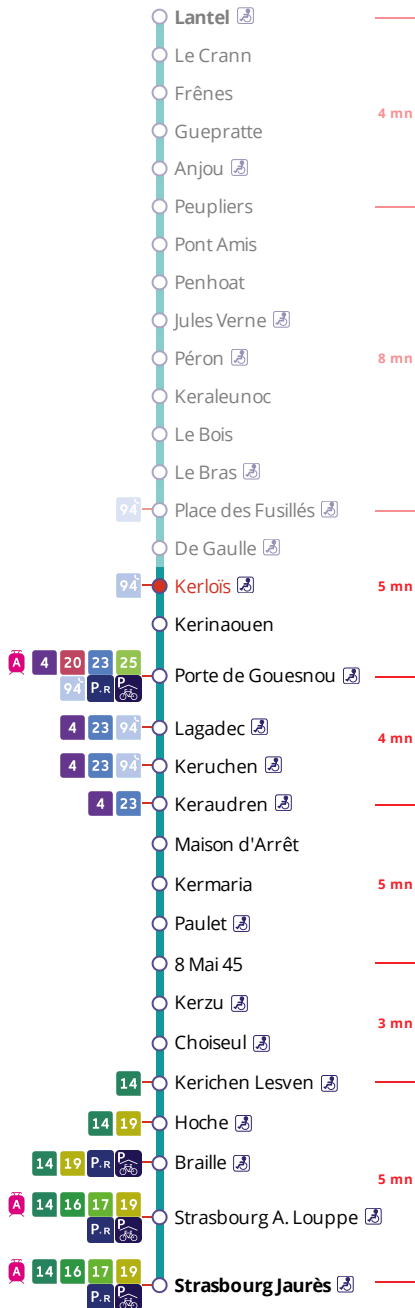 Lantel
Le Crann
Frênes
4 mn
Guepratte
Anjou
Peupliers
Pont Amis
Penhoat
Jules Verne
Péron
8 mn
Keraleunoc
Le Bois
Le Bras
94 Place des Fusillés
De Gaulle
94 Kerloïs
5 mn
Kerinaouen
A 4 20 23 25
Porte de Gouesnou
94 P.R P
4 23 94 Lagadec
4 mn
4 23 94 Keruchen
4 23 Keraudren
Maison d'Arrêt
Kermaria
5 mn
Paulet
8 Mai 45
Kerzu
3 mn
Choiseul
14 Kerichen Lesven
14 19 Hoche
14 19 P.R P Braille
5 mn
A 14 16 17 19
Strasbourg A. Louppe
P.R P
A 14 16 17 19
Strasbourg Jaurès
P.R P